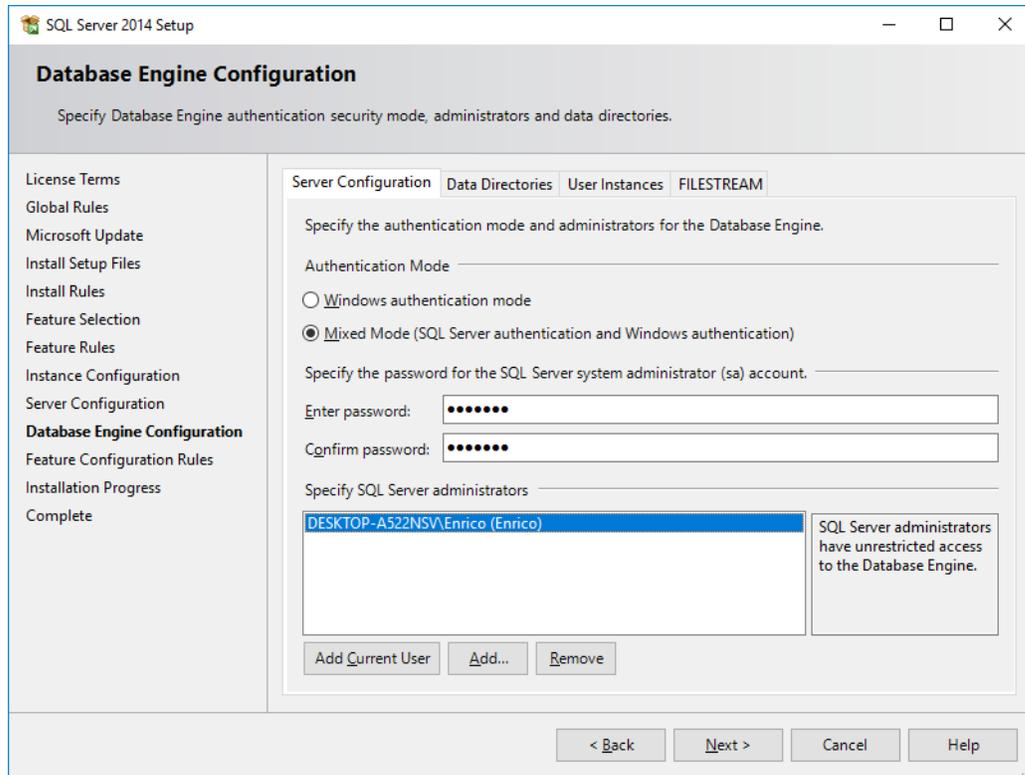 SQL Server 2014 Setup
Database Engine Configuration
Specify Database Engine authentication security mode, administrators and data directories.
License Terms
Global Rules
Microsoft Update
Install Setup Files
Install Rules
Feature Selection
Feature Rules
Instance Configuration
Server Configuration
Database Engine Configuration
Feature Configuration Rules
Installation Progress
Complete
Server Configuration Data Directories User Instances FILESTREAM
Specify the authentication mode and administrators for the Database Engine.
Authentication Mode
Windows authentication mode
Mixed Mode (SQL Server authentication and Windows authentication)
Specify the password for the SQL Server system administrator (sa) account.
Enter password: •••••••
Confirm password: •••••••
Specify SQL Server administrators
DESKTOP-A522NSV\Enrico (Enrico)
SQL Server administrators
have unrestricted access
to the Database Engine.
Add Current User Add... Remove
< Back Next > Cancel Help